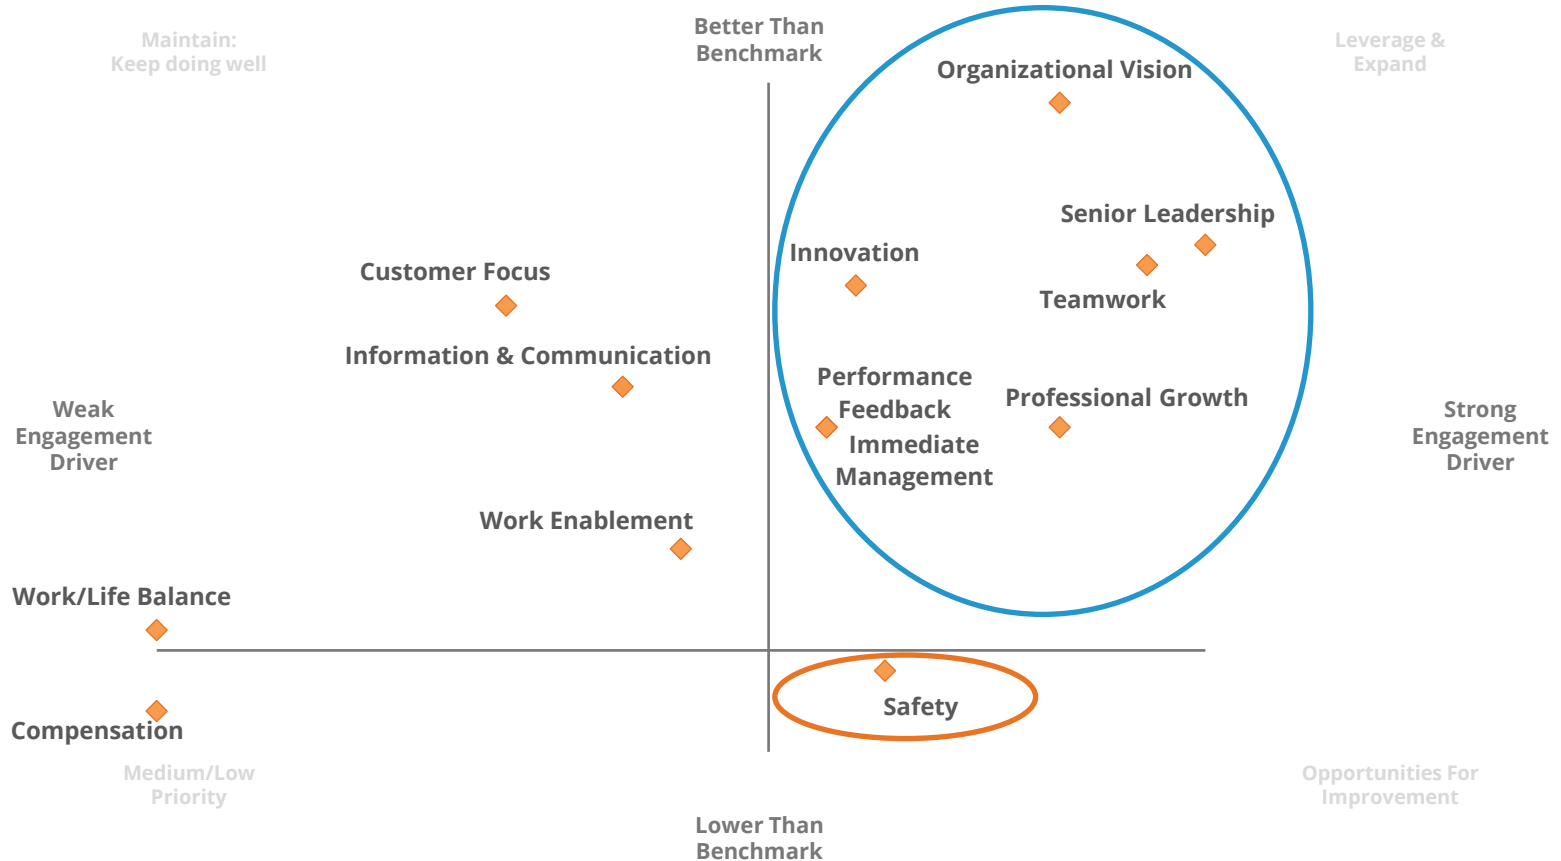 Maintain:
Keep doing well
Better Than
Benchmark
Leverage &
Expand
Organizational Vision
Senior Leadership
Innovation
Teamwork
Customer Focus
Information & Communication
Performance
Feedback
Immediate
Management
Professional Growth
Weak
Engagement
Driver
Strong
Engagement
Driver
Work Enablement
Work/Life Balance
Safety
Compensation
Medium/Low
Priority
Opportunities For
Improvement
Lower Than
Benchmark